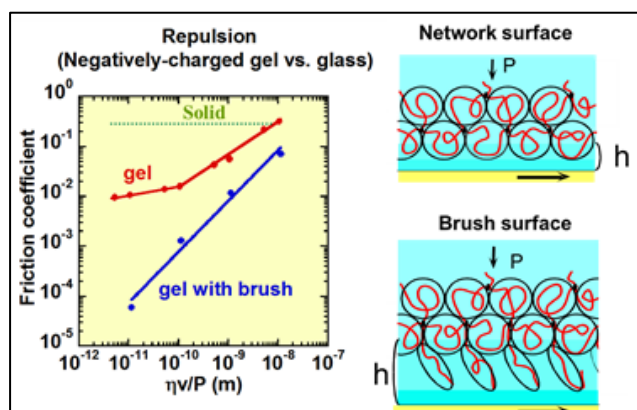 Repulsion
(Negatively-charged gel vs. glass)
Friction coefficient
10⁰
10⁻¹
10⁻²
10⁻³
10⁻⁴
10⁻⁵
Solid
gel
gel with brush
10⁻¹² 10⁻¹¹ 10⁻¹⁰ 10⁻⁹ 10⁻⁸ 10⁻⁷
ηv/P (m)
Network surface
P
h
Brush surface
P
h